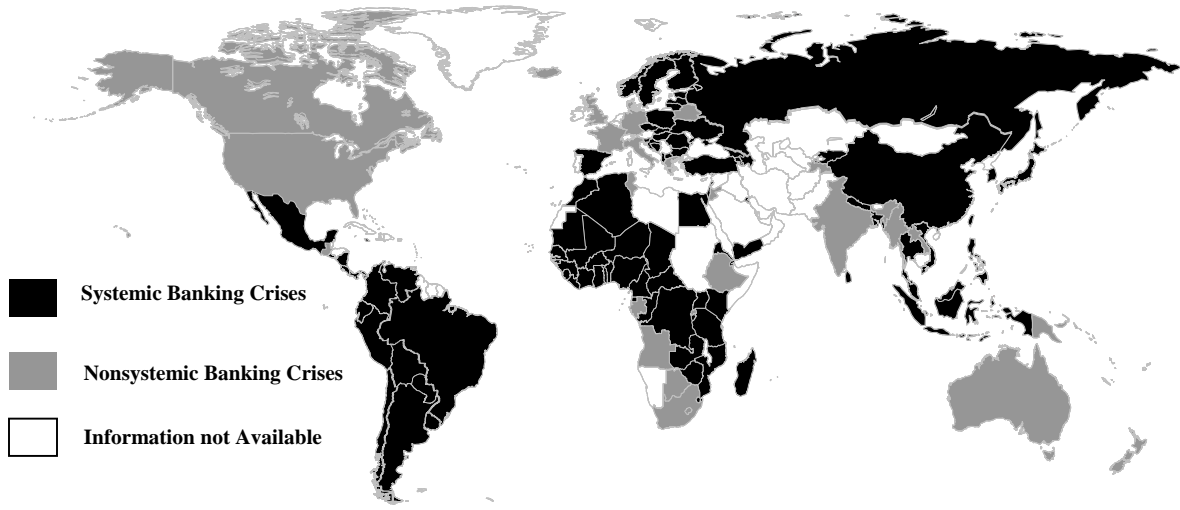 Systemic Banking Crises
Nonsystemic Banking Crises
Information not Available